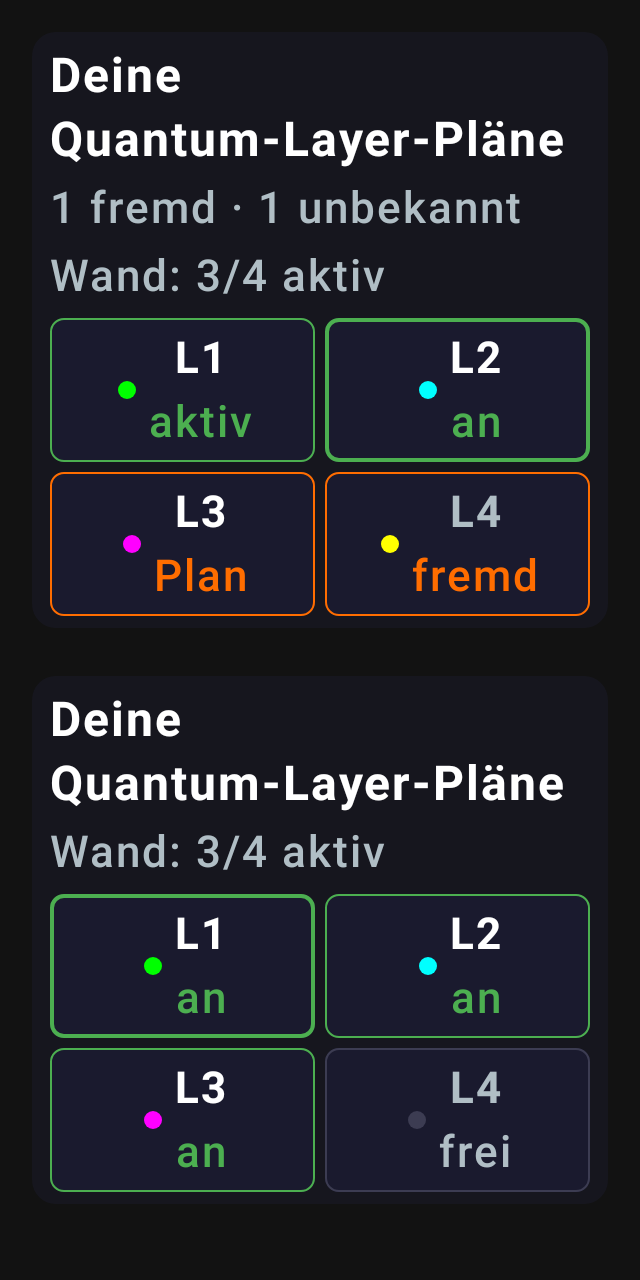 Deine
Quantum-Layer-Pläne
1 fremd · 1 unbekannt
Wand: 3/4 aktiv
L1
aktiv
L2
an
L3
Plan
L4
fremd
Deine
Quantum-Layer-Pläne
Wand: 3/4 aktiv
L1
an
L2
an
L3
an
L4
frei